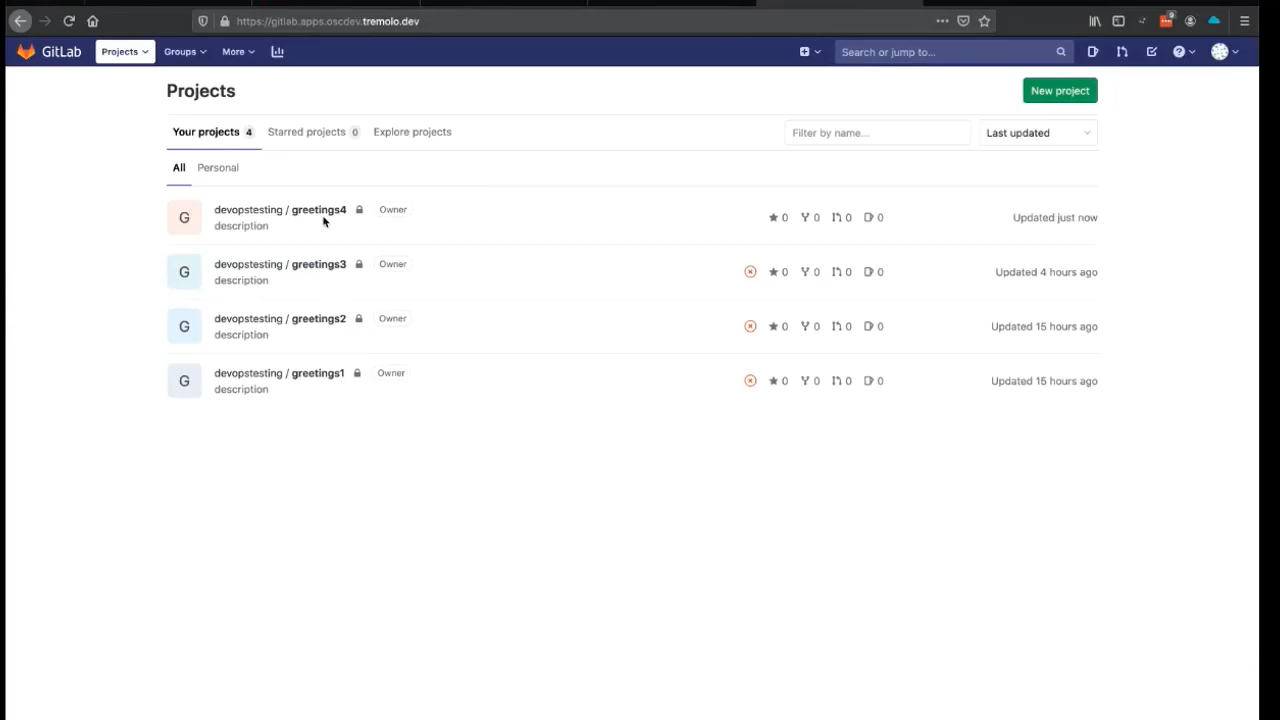 https://gitlab.apps.oscdev.tremolo.dev
GitLab Projects Groups More Search or jump to...
Projects New project
Your projects 4 Starred projects 0 Explore projects Filter by name... Last updated
All Personal
G devopstesting / greetings4 Owner 0 0 0 0 Updated just now
description
G devopstesting / greetings3 Owner 0 0 0 0 Updated 4 hours ago
description
G devopstesting / greetings2 Owner 0 0 0 0 Updated 15 hours ago
description
G devopstesting / greetings1 Owner 0 0 0 0 Updated 15 hours ago
description